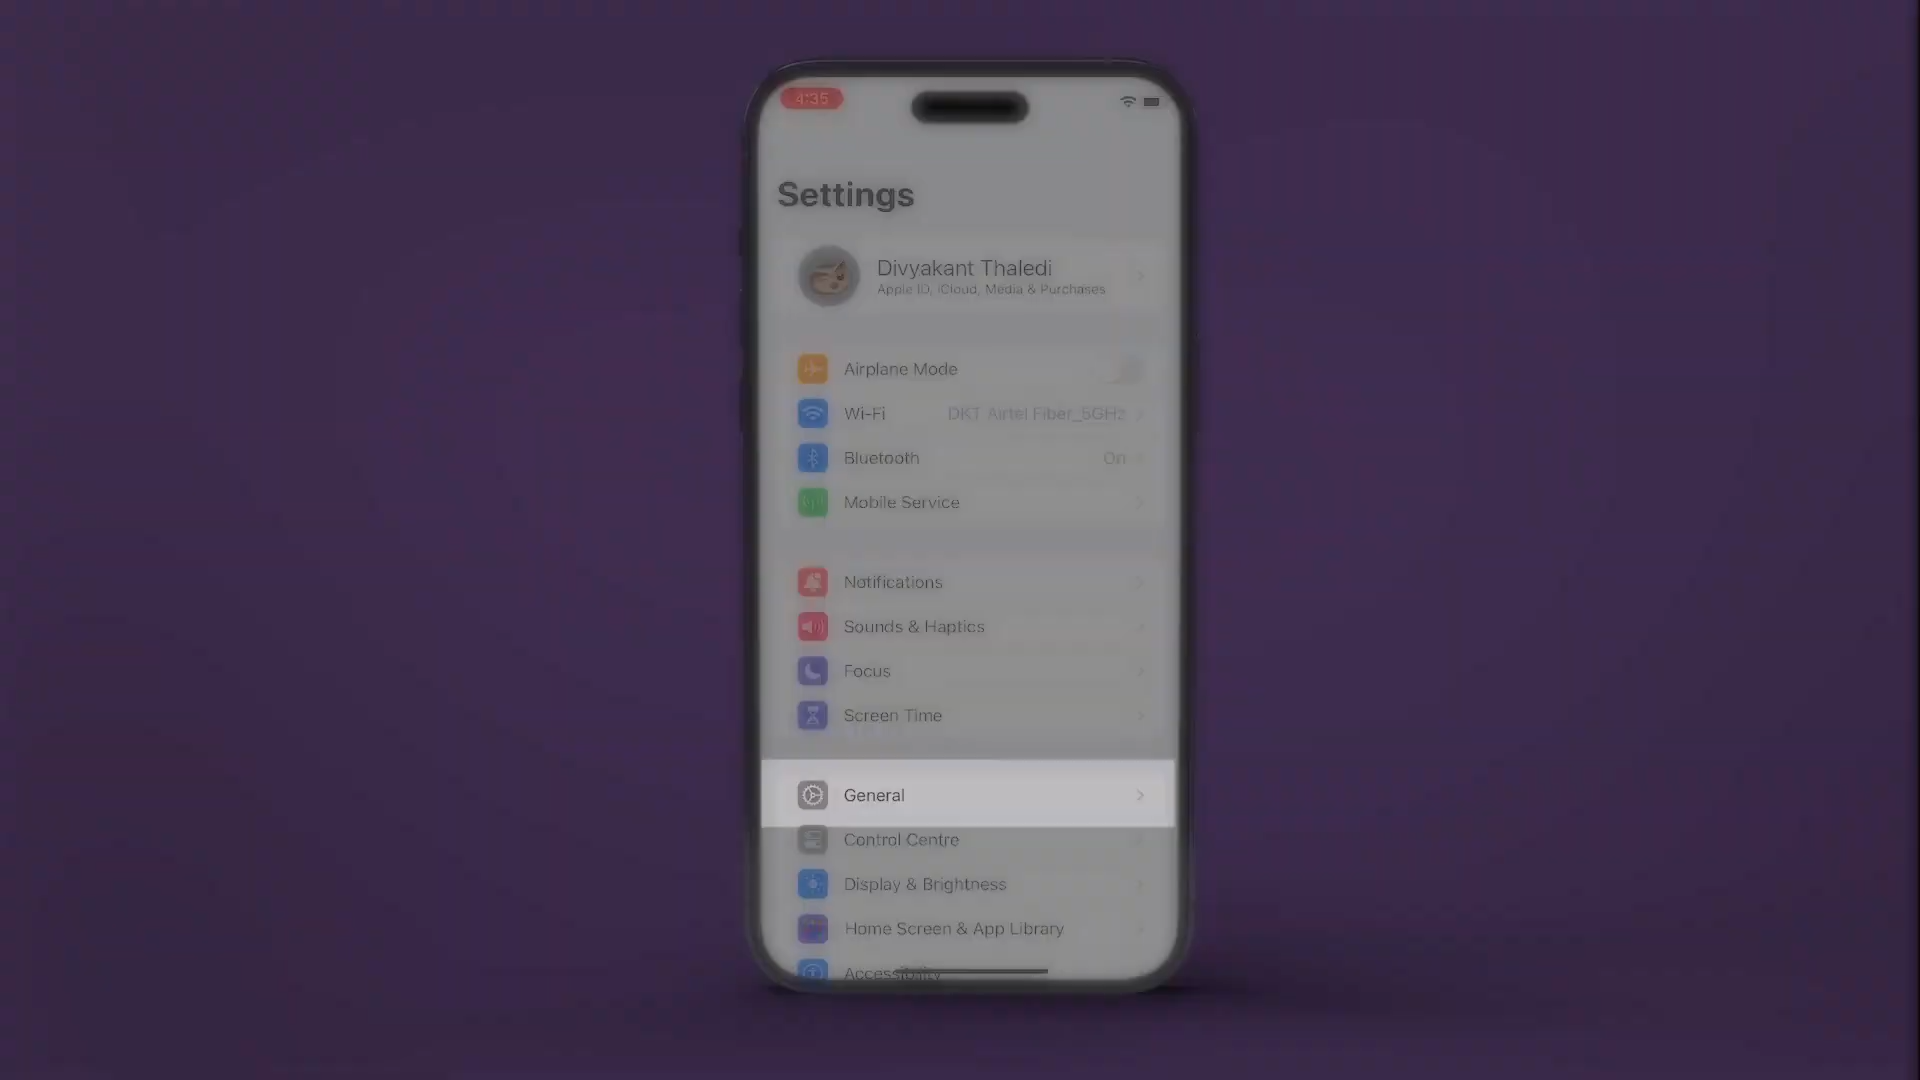 4:35
Settings
Divyakant Thaledi
Apple ID, iCloud, Media & Purchases
Airplane Mode
Wi-Fi DKT Airtel Fiber_5GHz
Bluetooth On
Mobile Service
Notifications
Sounds & Haptics
Focus
Screen Time
General
Control Centre
Display & Brightness
Home Screen & App Library
Accessibility